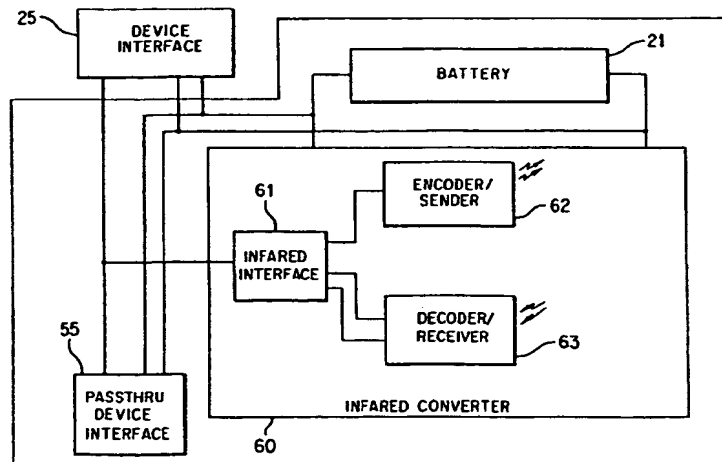 25
DEVICE
INTERFACE
21
BATTERY
61
ENCODER/
SENDER
62
INFARED
INTERFACE
DECODER/
RECEIVER
63
55
PASSTHRU
DEVICE
INTERFACE
INFARED CONVERTER
60